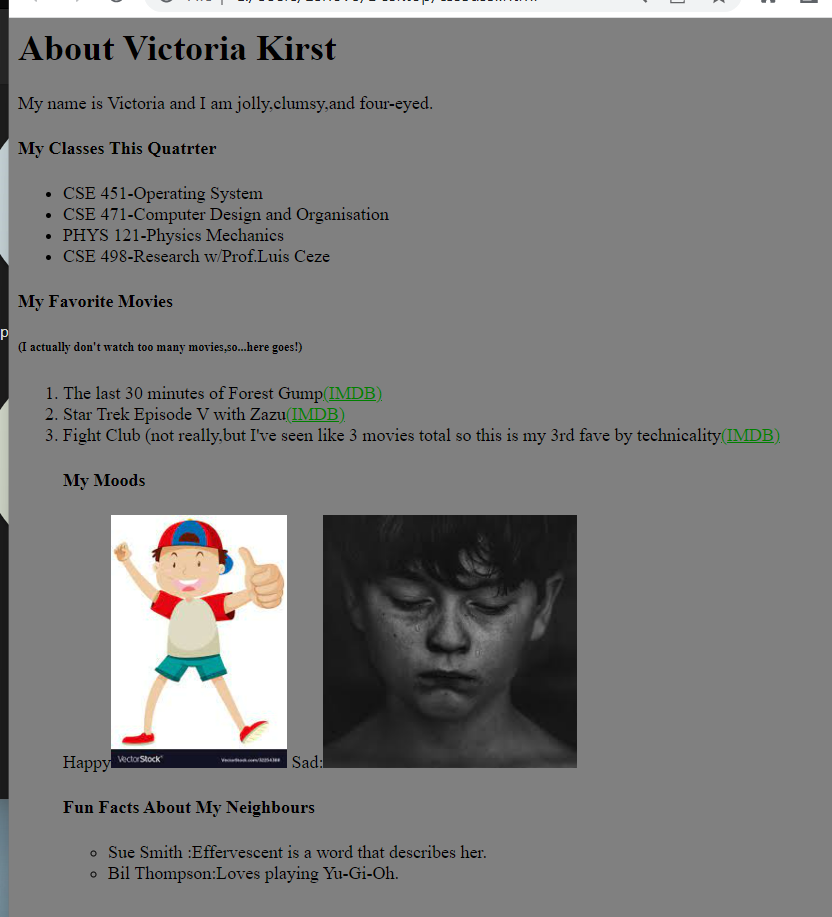 About Victoria Kirst
My name is Victoria and I am jolly,clumsy,and four-eyed.
My Classes This Quatrter
CSE 451-Operating System
CSE 471-Computer Design and Organisation
PHYS 121-Physics Mechanics
CSE 498-Research w/Prof.Luis Ceze
My Favorite Movies
(I actually don't watch too many movies,so...here goes!)
1. The last 30 minutes of Forest Gump(IMDB)
2. Star Trek Episode V with Zazu(IMDB)
3. Fight Club (not really,but I've seen like 3 movies total so this is my 3rd fave by technicality(IMDB)
My Moods
VectorStock
Happy Sad:
Fun Facts About My Neighbours
Sue Smith :Effervescent is a word that describes her.
Bil Thompson:Loves playing Yu-Gi-Oh.